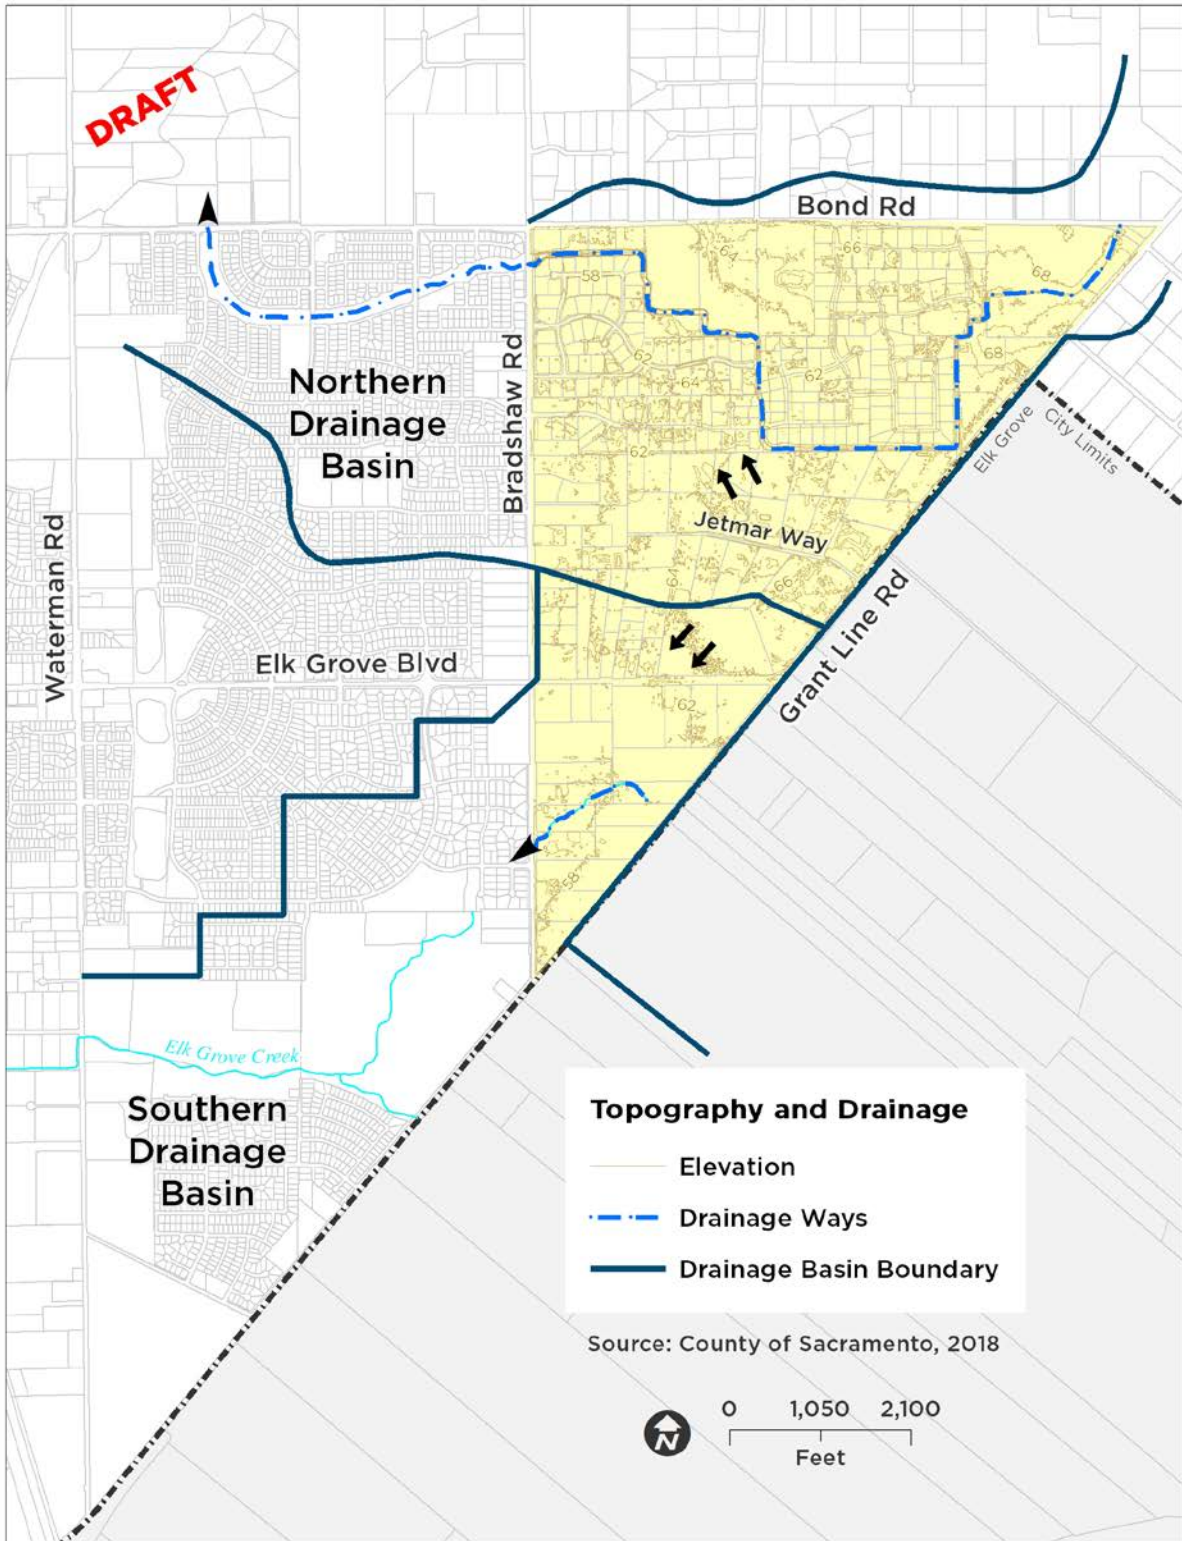 DRAFT
Bond Rd
66
64
68
58
62
64
62
68
62
Northern
Drainage
Basin
Bradshaw Rd
Elk Grove
City Limits
Jetmar Way
64
66
Waterman Rd
Elk Grove Blvd
Grant Line Rd
62
58
Elk Grove Creek
Southern
Drainage
Basin
Topography and Drainage
Elevation
Drainage Ways
Drainage Basin Boundary
Source: County of Sacramento, 2018
N
0 1,050 2,100
Feet